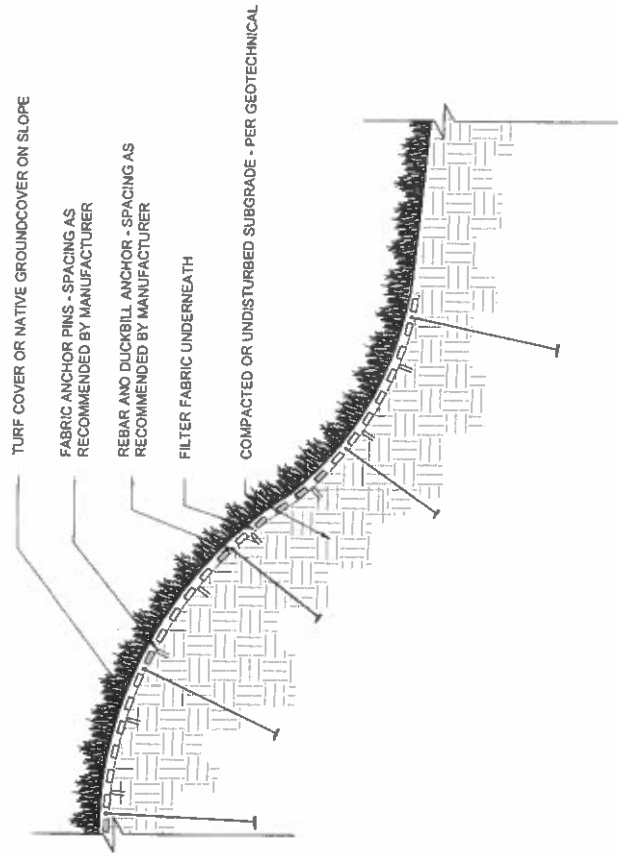 TURF COVER OR NATIVE GROUNDCOVER ON SLOPE
FABRIC ANCHOR PINS - SPACING AS
RECOMMENDED BY MANUFACTURER
REBAR AND DUCKBILL ANCHOR - SPACING AS
RECOMMENDED BY MANUFACTURER
FILTER FABRIC UNDERNEATH
COMPACTED OR UNDISTURBED SUBGRADE - PER GEOTECHNICAL